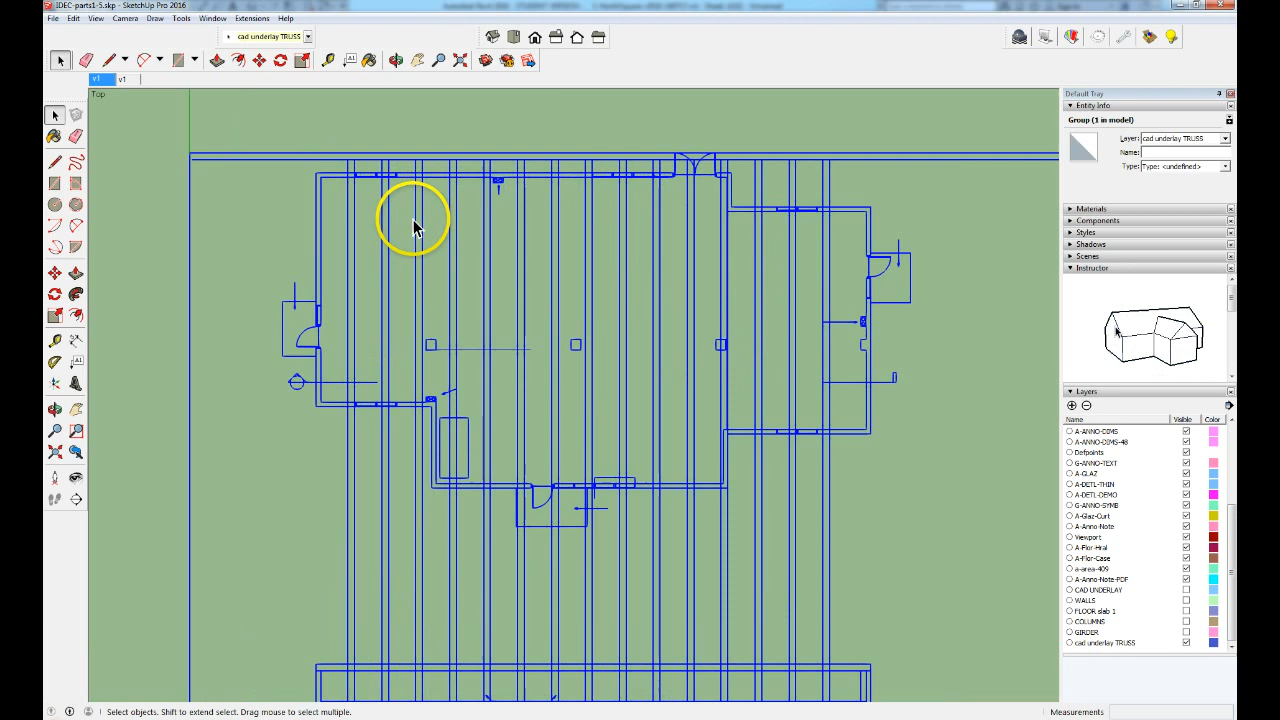 IDEC-parts1-5.skp - SketchUp Pro 2016
File Edit View Camera Draw Tools Window Extensions Help
cad underlay TRUSS
v1 v1
Top
Default Tray
Entity Info
Group (1 in model)
Layer: cad underlay TRUSS
Name:
Type: Type: <undefined>
Materials
Components
Styles
Shadows
Scenes
Instructor
Layers
Name Visible Color
A-ANNO-DIMS
A-ANNO-DIMS-48
Defpoints
G-ANNO-TEXT
A-GLAZ
A-DETL-THIN
A-DETL-DEMO
G-ANNO-SYMB
A-Glaz-Curt
A-Anno-Note
Viewport
A-Flor-Hral
A-Flor-Case
a-area-409
A-Anno-Note-PDF
CAD UNDERLAY
WALLS
FLOOR slab 1
COLUMNS
GIRDER
cad underlay TRUSS
Select objects. Shift to extend select. Drag mouse to select multiple.
Measurements